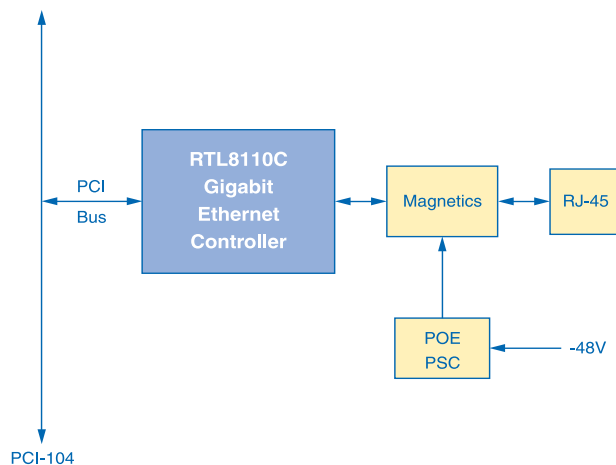 RTL8110C
Gigabit
Ethernet
Controller
PCI
Bus
Magnetics
RJ-45
POE
PSC
-48V
PCI-104